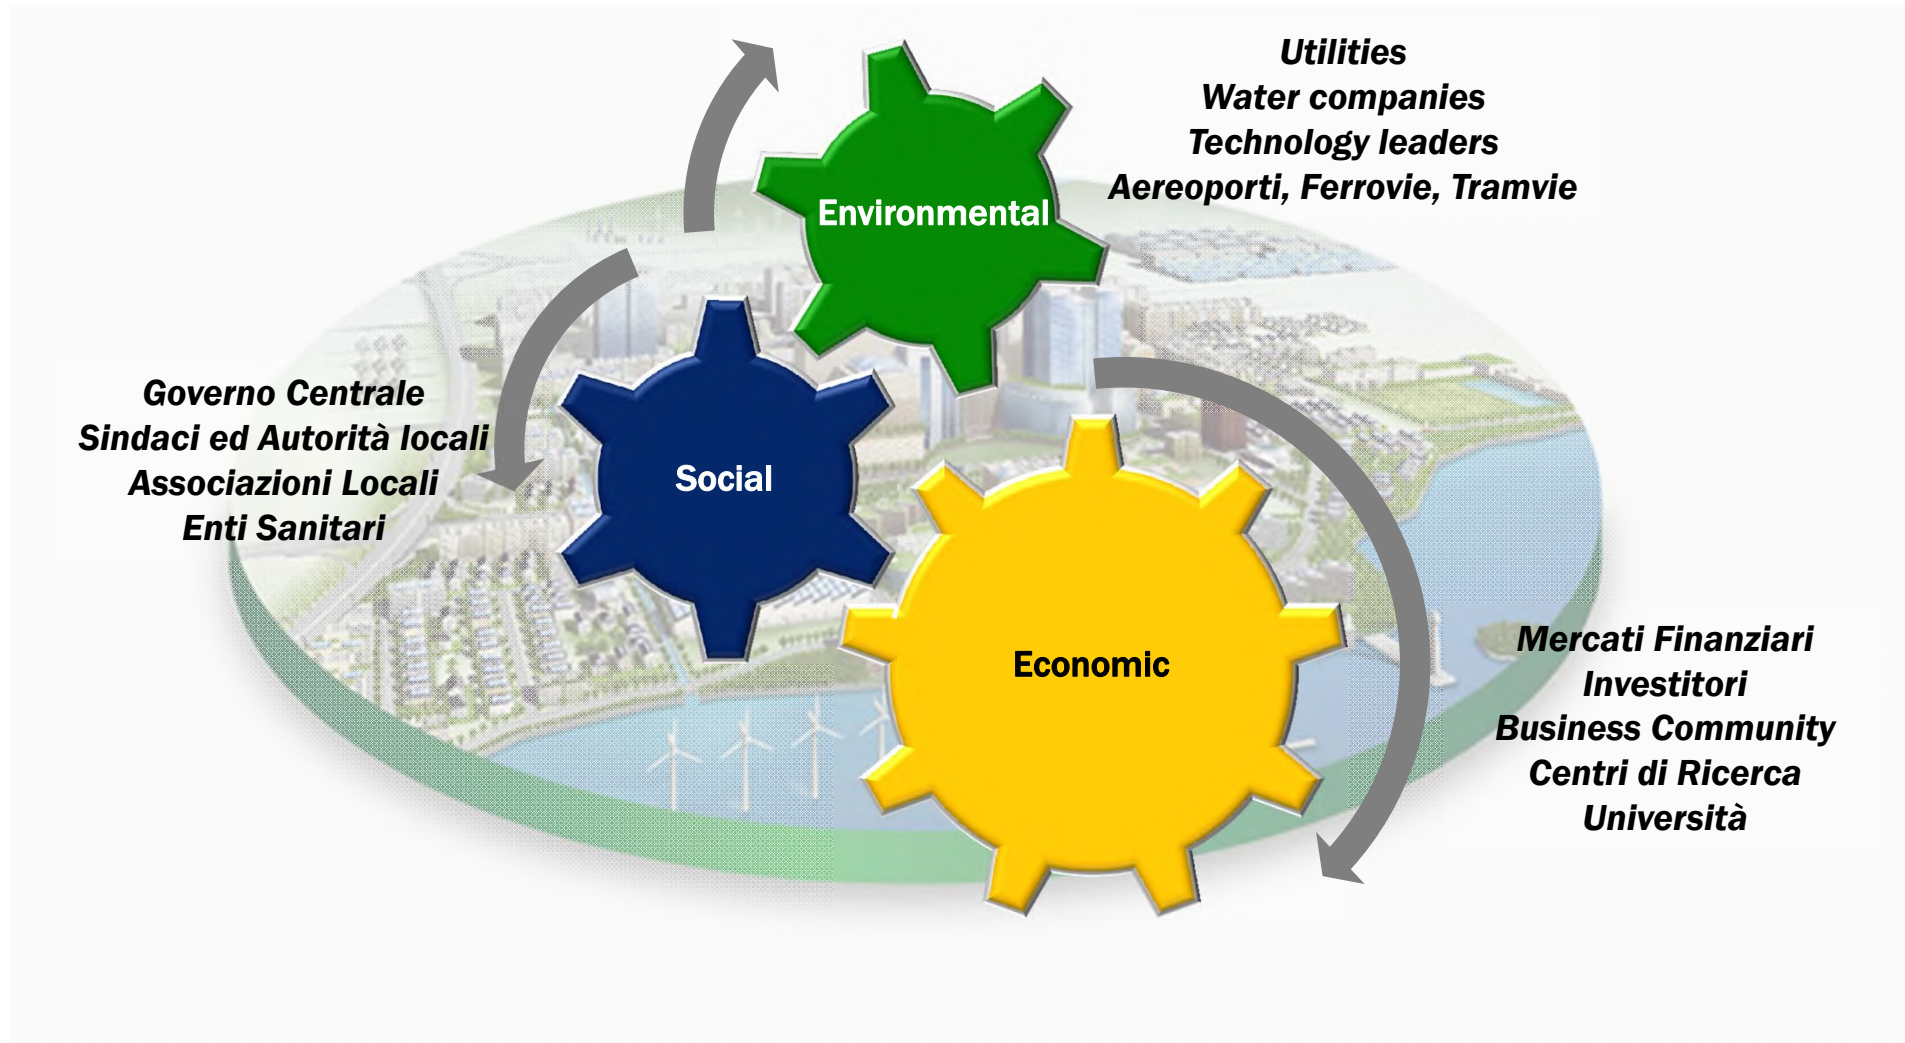 Utilities
Water companies
Technology leaders
Aereoporti, Ferrovie, Tramvie
Environmental
Governo Centrale
Sindaci ed Autorità locali
Associazioni Locali
Enti Sanitari
Social
Economic
Mercati Finanziari
Investitori
Business Community
Centri di Ricerca
Università